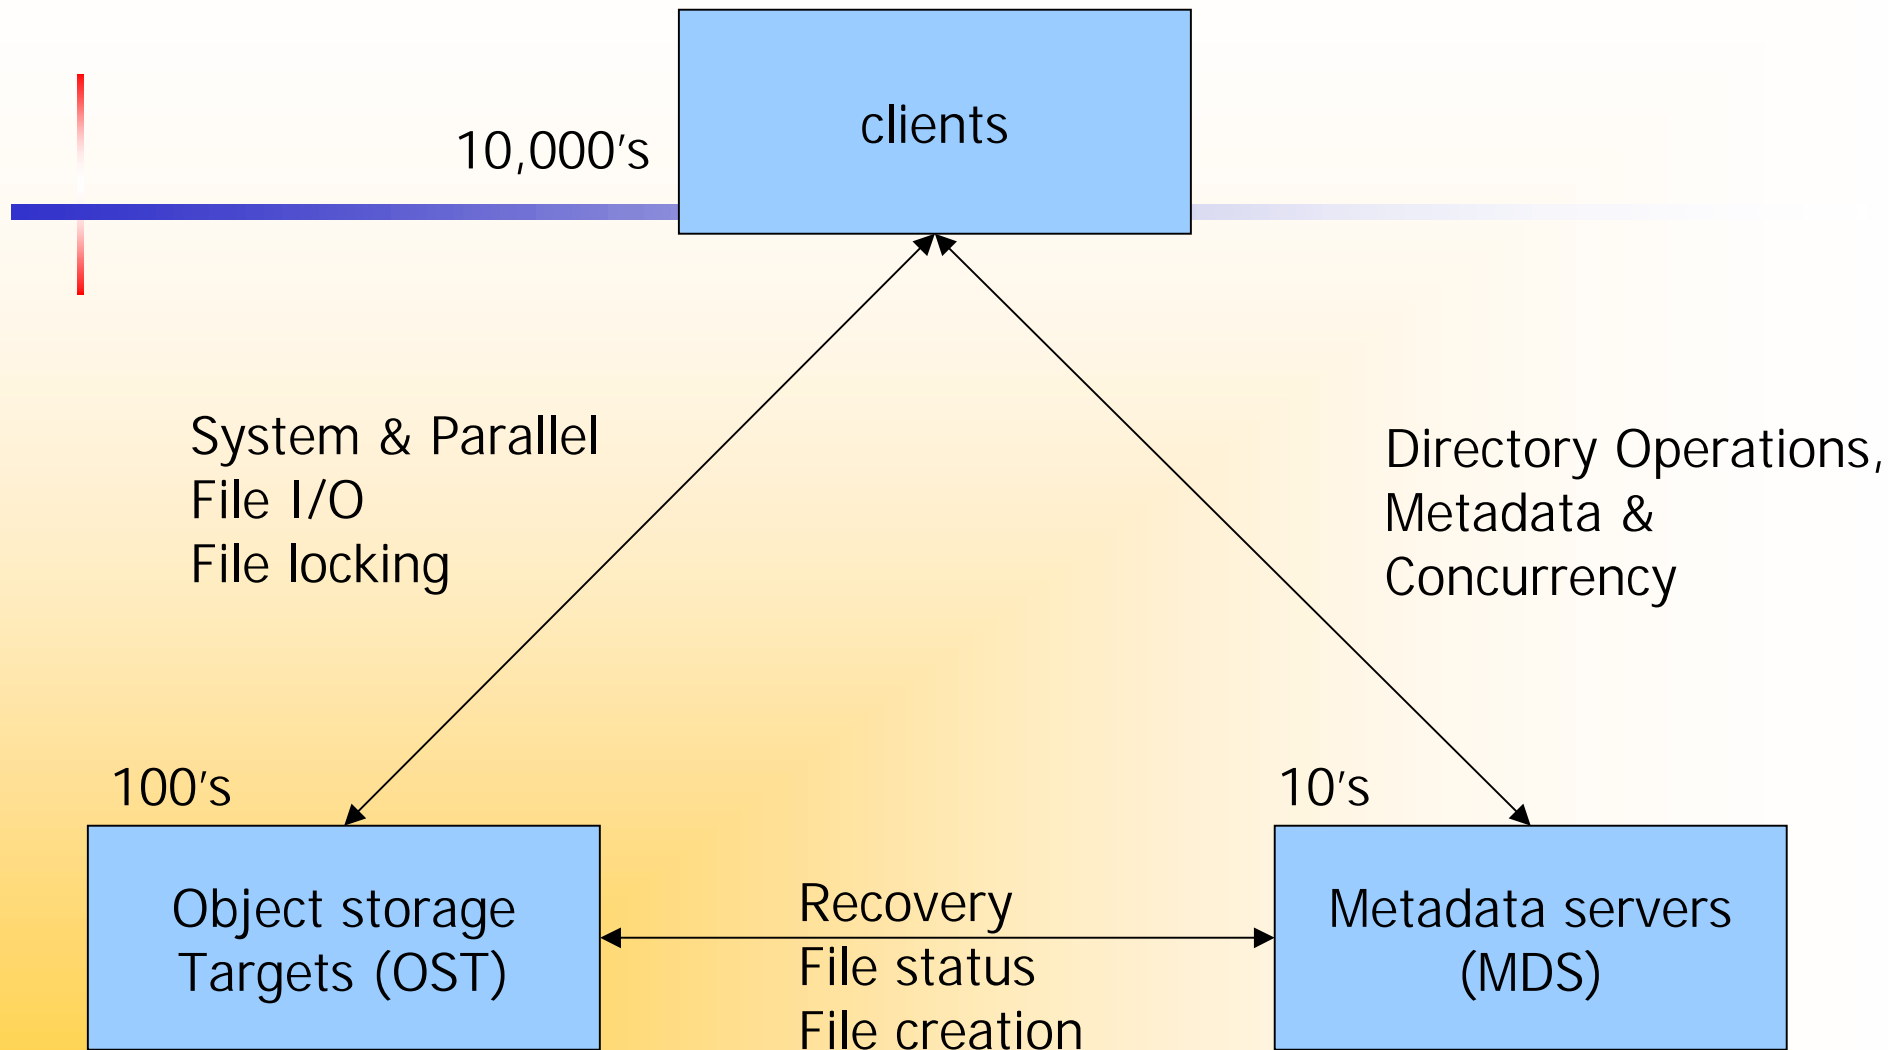 clients
10,000's
System & Parallel
File I/O
File locking
Directory Operations,
Metadata &
Concurrency
100's
10's
Object storage
Targets (OST)
Recovery
File status
File creation
Metadata servers
(MDS)